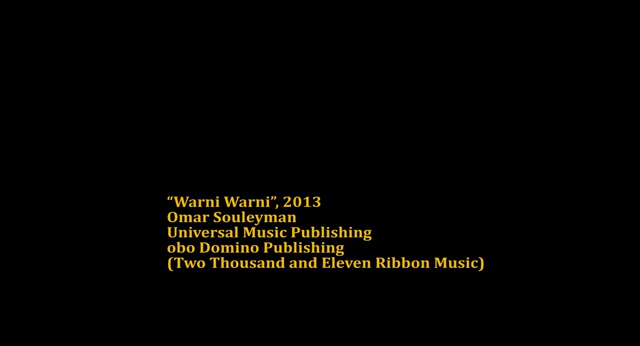 “Warni Warni”, 2013
Omar Souleyman
Universal Music Publishing
obo Domino Publishing
(Two Thousand and Eleven Ribbon Music)